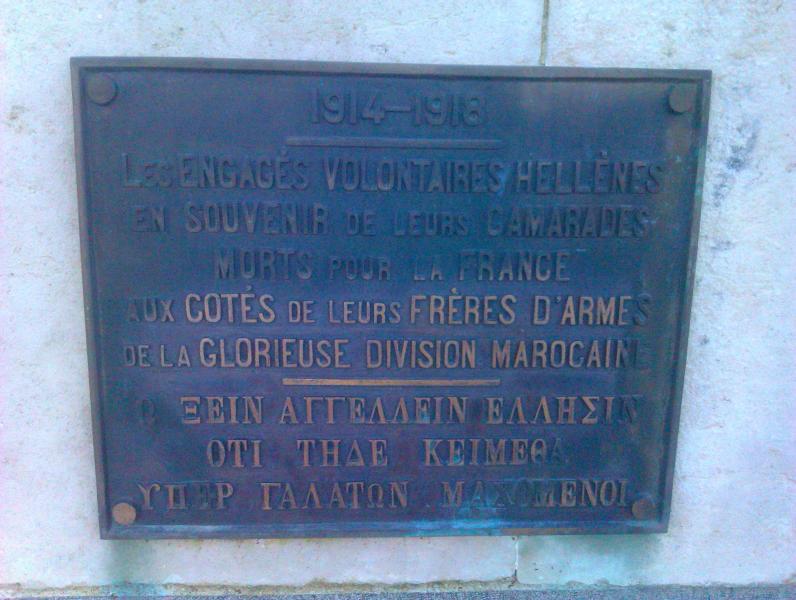 1914-1918
LES ENGAGÉS VOLONTAIRES HELLÈNES
EN SOUVENIR DE LEURS CAMARADES
MORTS POUR LA FRANCE
AUX COTÉS DE LEURS FRÈRES D'ARMES
DE LA GLORIEUSE DIVISION MAROCAINE
Ω ΞΕΙΝ ΑΓΓΕΛΛΕΙΝ ΕΛΛΗΣΙΝ
ΟΤΙ ΤΗΔΕ ΚΕΙΜΕΘΑ
ΥΠΕΡ ΓΑΛΑΤΩΝ ΜΑΧΟΜΕΝΟΙ